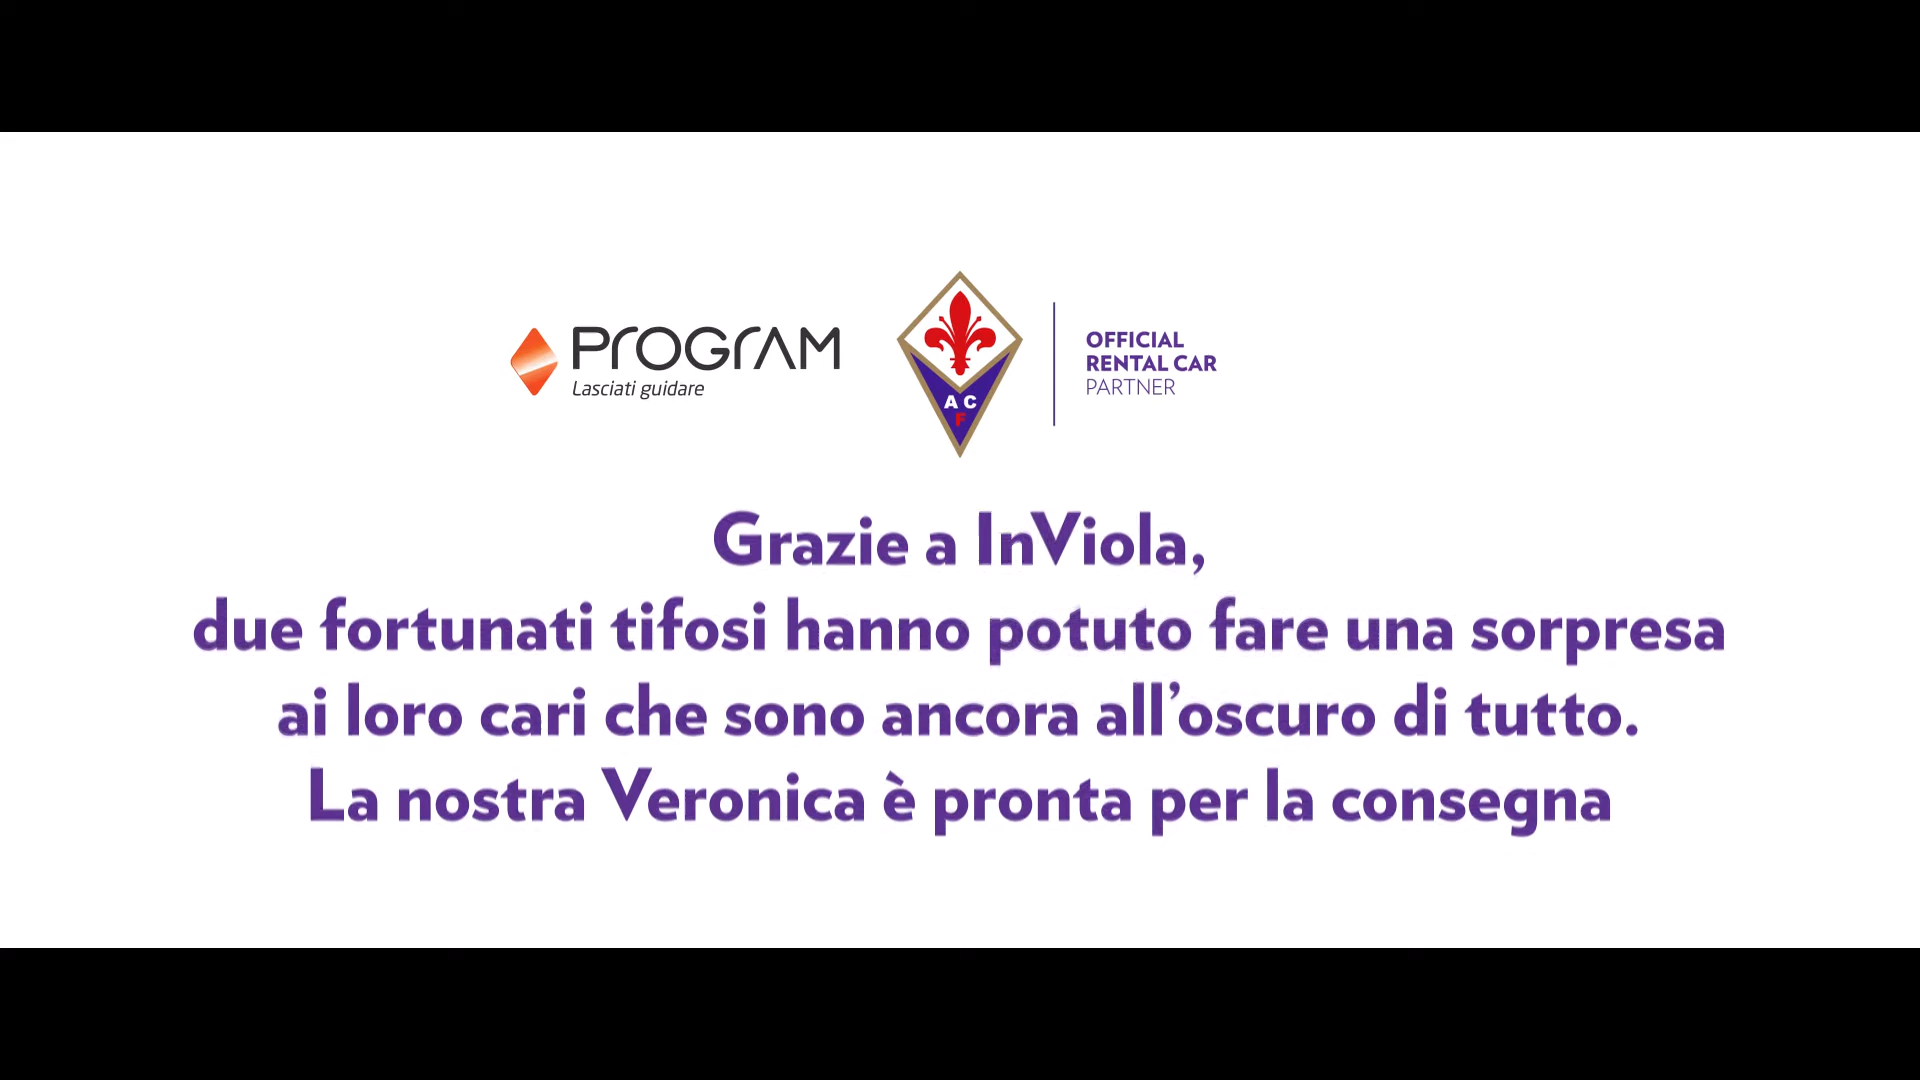 PROGRAM
Lasciati guidare
A C
F
OFFICIAL
RENTAL CAR
PARTNER
Grazie a InViola,
due fortunati tifosi hanno potuto fare una sorpresa
ai loro cari che sono ancora all’oscuro di tutto.
La nostra Veronica è pronta per la consegna